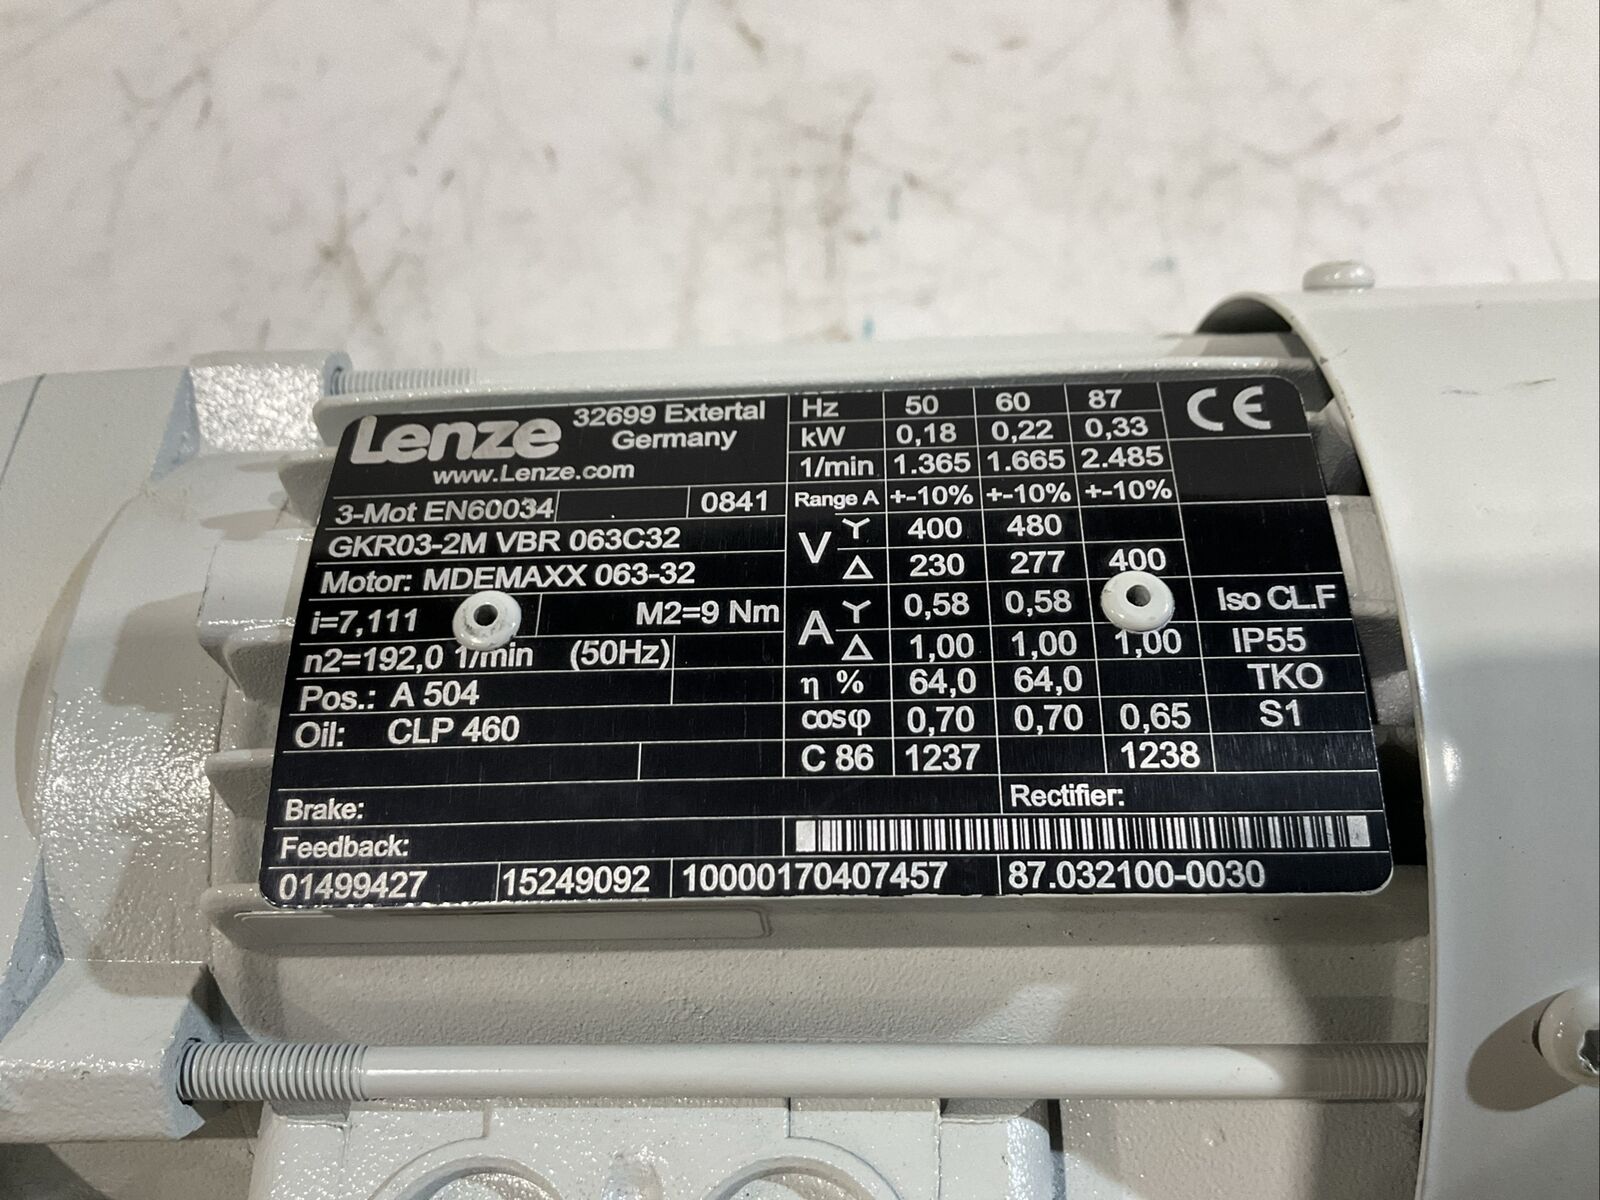 Lenze 32699 Extertal
Germany
www.Lenze.com
3-Mot EN60034 0841
GKR03-2M VBR 063C32
Motor: MDEMAXX 063-32
i=7,111 M2=9 Nm
n2=192,0 1/min (50Hz)
Pos.: A 504
Oil: CLP 460
Hz 50 60 87
kW 0,18 0,22 0,33
1/min 1.365 1.665 2.485
Range A +-10% +-10% +-10%
V Y 400 480
Δ 230 277 400
A Y 0,58 0,58
Δ 1,00 1,00 1,00
η % 64,0 64,0
cosφ 0,70 0,70 0,65
C 86 1237 1238
CE
Iso CL.F
IP55
TKO
S1
Brake: Rectifier:
Feedback:
01499427 15249092 10000170407457 87.032100-0030